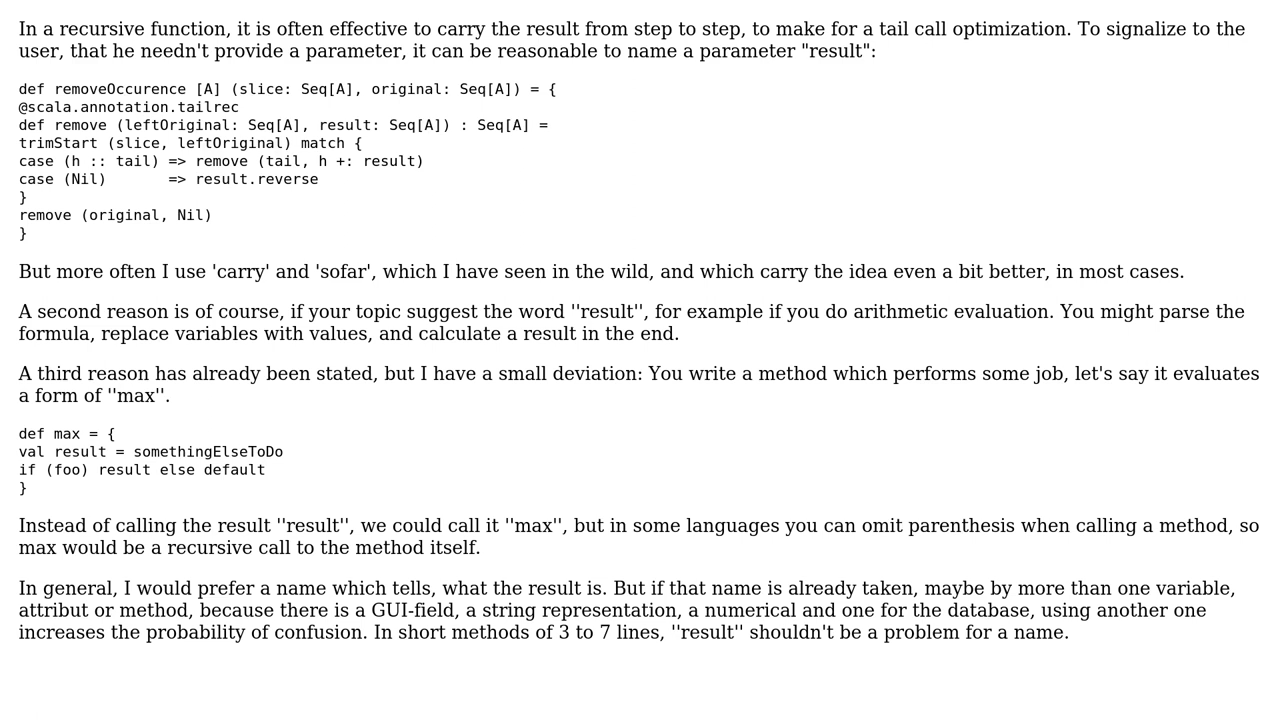 In a recursive function, it is often effective to carry the result from step to step, to make for a tail call optimization. To signalize to the
user, that he needn't provide a parameter, it can be reasonable to name a parameter "result":
def removeOccurence [A] (slice: Seq[A], original: Seq[A]) = {
@scala.annotation.tailrec
def remove (leftOriginal: Seq[A], result: Seq[A]) : Seq[A] =
trimStart (slice, leftOriginal) match {
case (h :: tail) => remove (tail, h +: result)
case (Nil)       => result.reverse
}
remove (original, Nil)
}
But more often I use 'carry' and 'sofar', which I have seen in the wild, and which carry the idea even a bit better, in most cases.
A second reason is of course, if your topic suggest the word ''result'', for example if you do arithmetic evaluation. You might parse the
formula, replace variables with values, and calculate a result in the end.
A third reason has already been stated, but I have a small deviation: You write a method which performs some job, let's say it evaluates
a form of ''max''.
def max = {
val result = somethingElseToDo
if (foo) result else default
}
Instead of calling the result ''result'', we could call it ''max'', but in some languages you can omit parenthesis when calling a method, so
max would be a recursive call to the method itself.
In general, I would prefer a name which tells, what the result is. But if that name is already taken, maybe by more than one variable,
attribut or method, because there is a GUI-field, a string representation, a numerical and one for the database, using another one
increases the probability of confusion. In short methods of 3 to 7 lines, ''result'' shouldn't be a problem for a name.